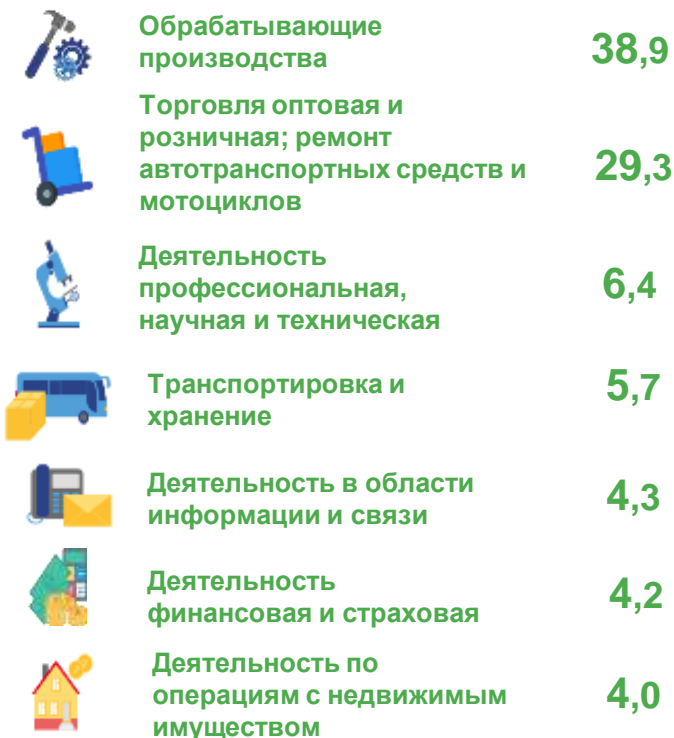 Обрабатывающие
производства
38,9
Торговля оптовая и
розничная; ремонт
автотранспортных средств и
мотоциклов
29,3
Деятельность
профессиональная,
научная и техническая
6,4
Транспортировка и
хранение
5,7
Деятельность в области
информации и связи
4,3
Деятельность
финансовая и страховая
4,2
Деятельность по
операциям с недвижимым
имуществом
4,0